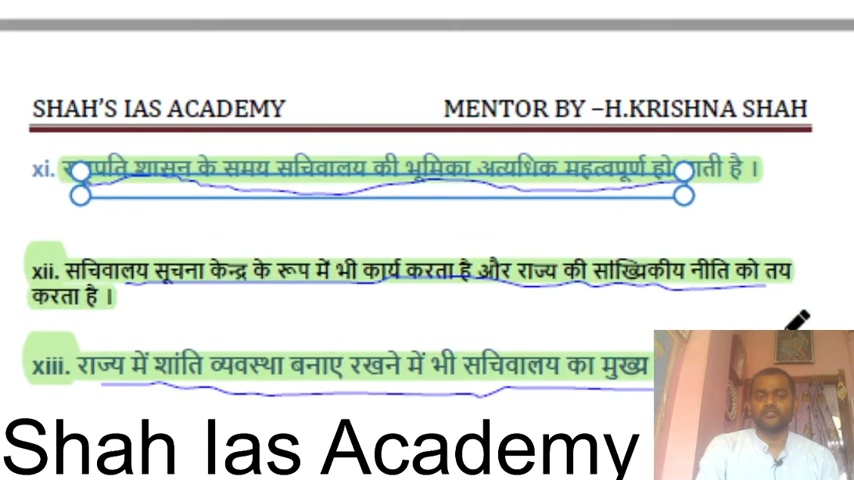 SHAH'S IAS ACADEMY MENTOR BY –H.KRISHNA SHAH
xi. शासन के समय सचिवालय की भूमिका अत्यधिक महत्वपूर्ण है ।
xii. सचिवालय सूचना केन्द्र के रूप में भी कार्य करता है और राज्य की सांख्यिकीय नीति को तय
करता है ।
xiii. राज्य में शांति व्यवस्था बनाए रखने में भी सचिवालय का मुख्य
Shah Ias Academy